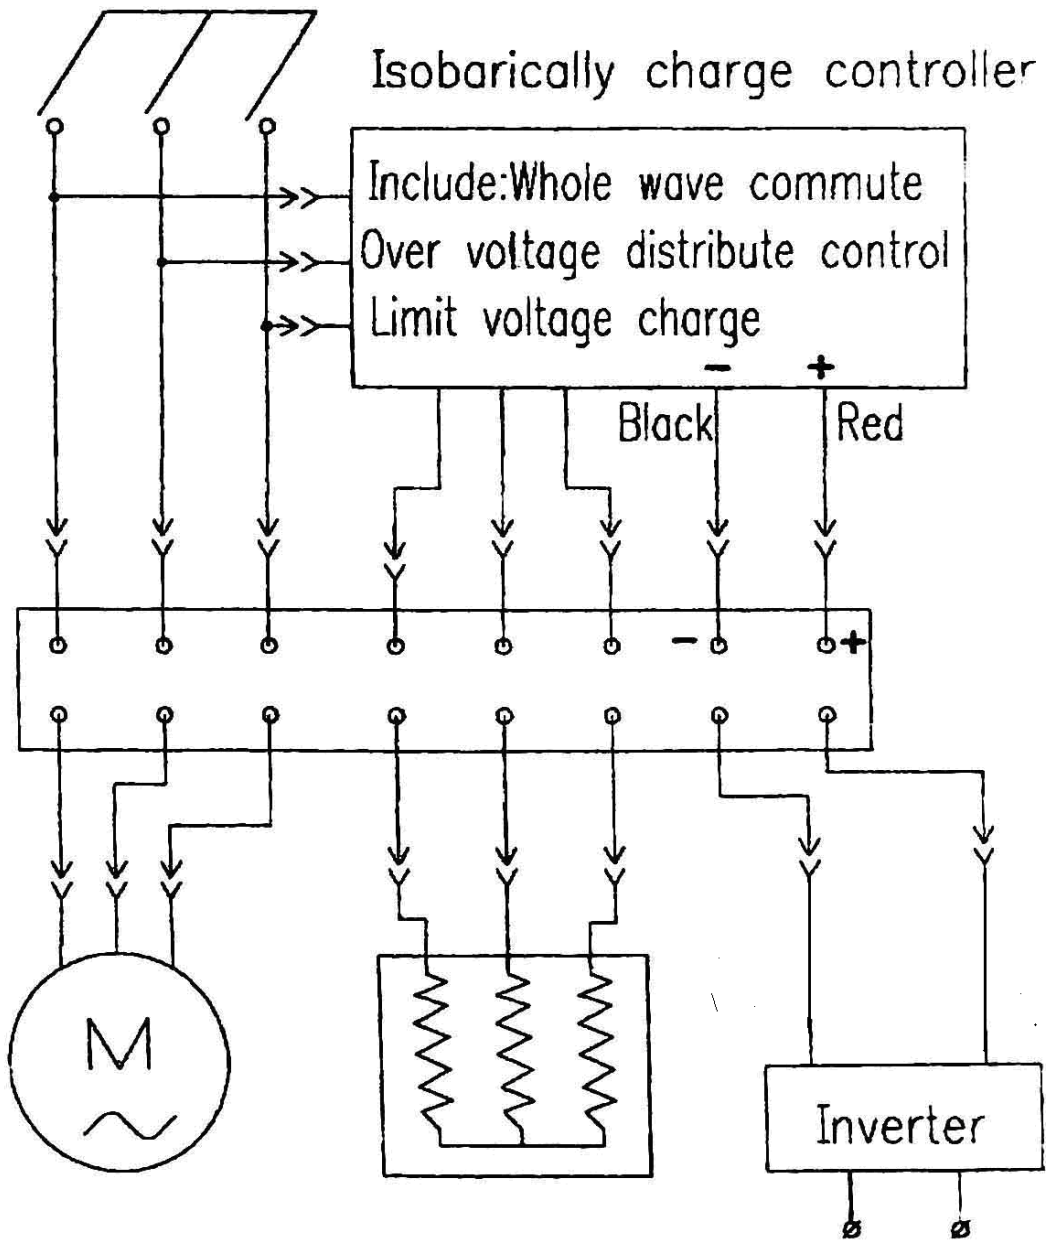 Isobarically charge controller
Include:Whole wave commute
Over voltage distribute control
Limit voltage charge
- +
Black Red
- +
M
Inverter